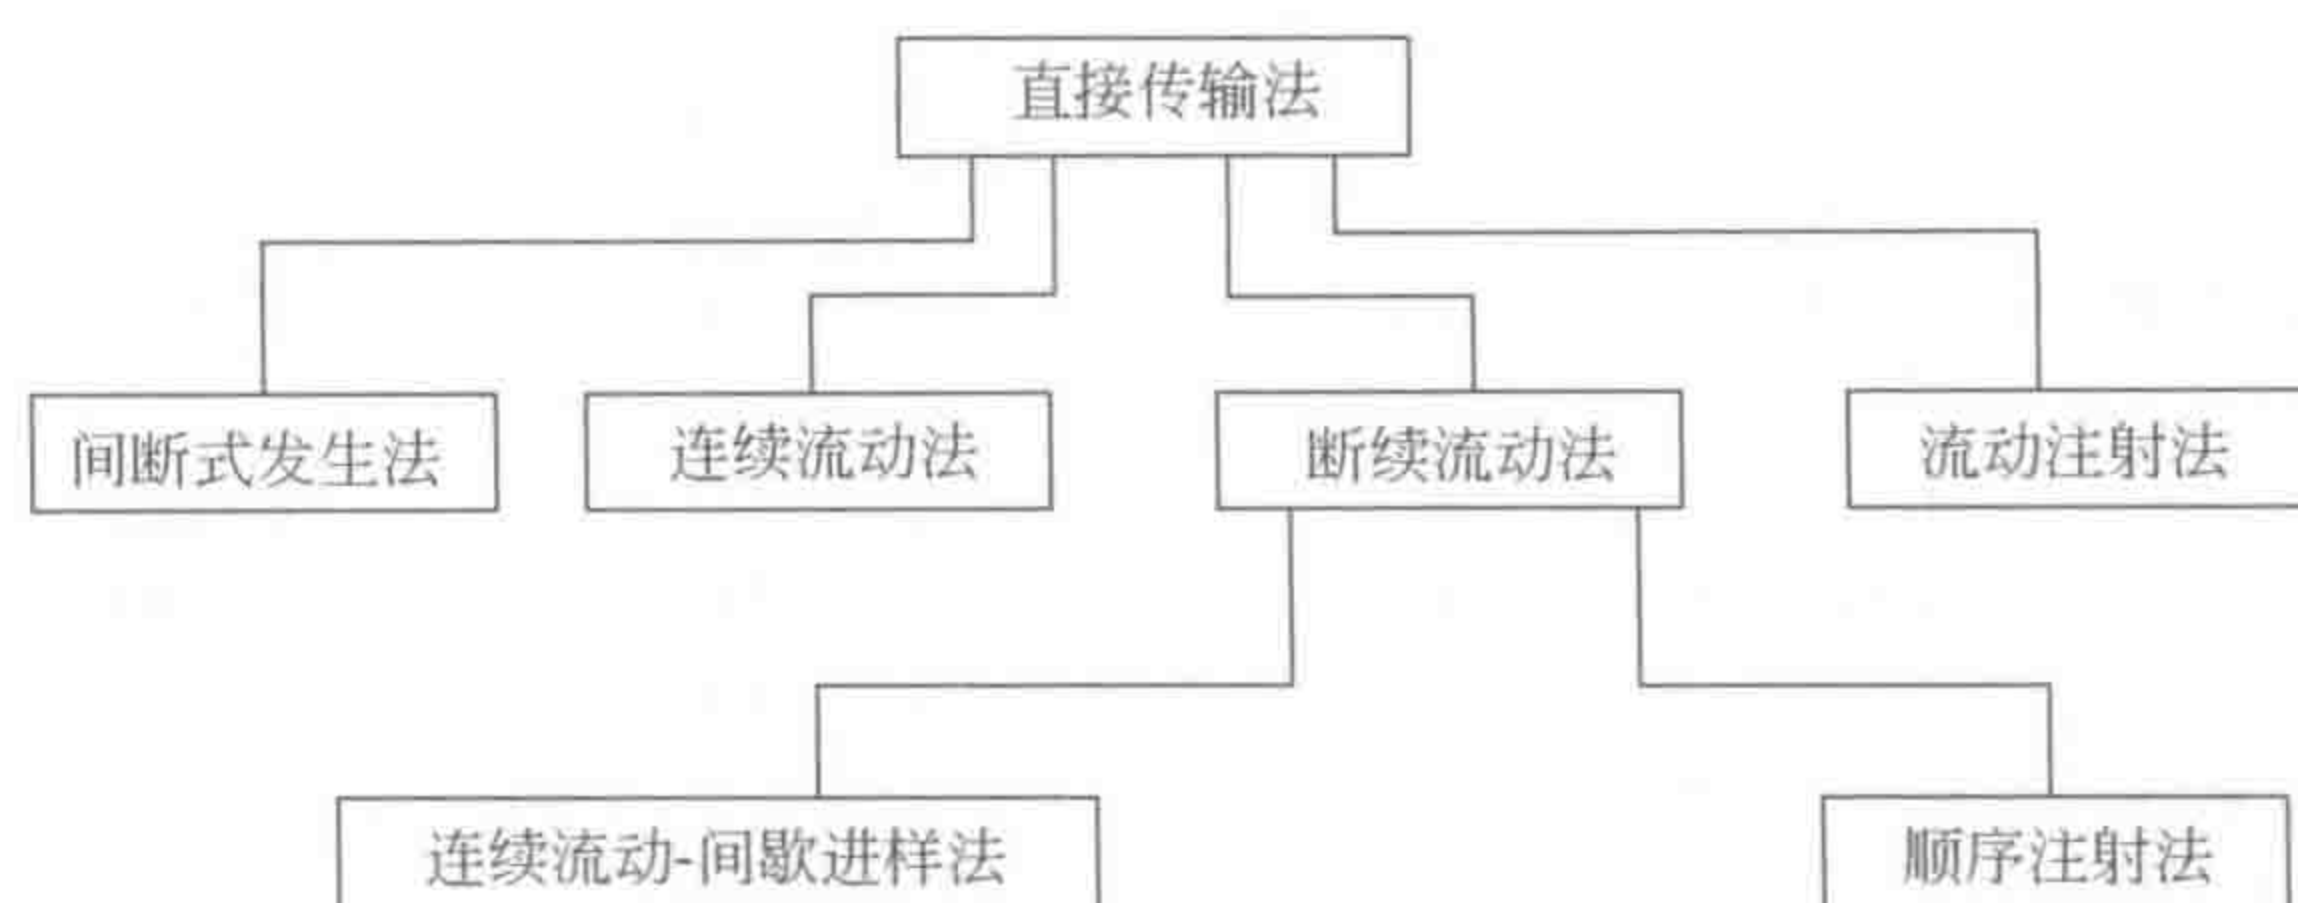 直接传输法
间断式发生法
连续流动法
断续流动法
流动注射法
连续流动-间歇进样法
顺序注射法